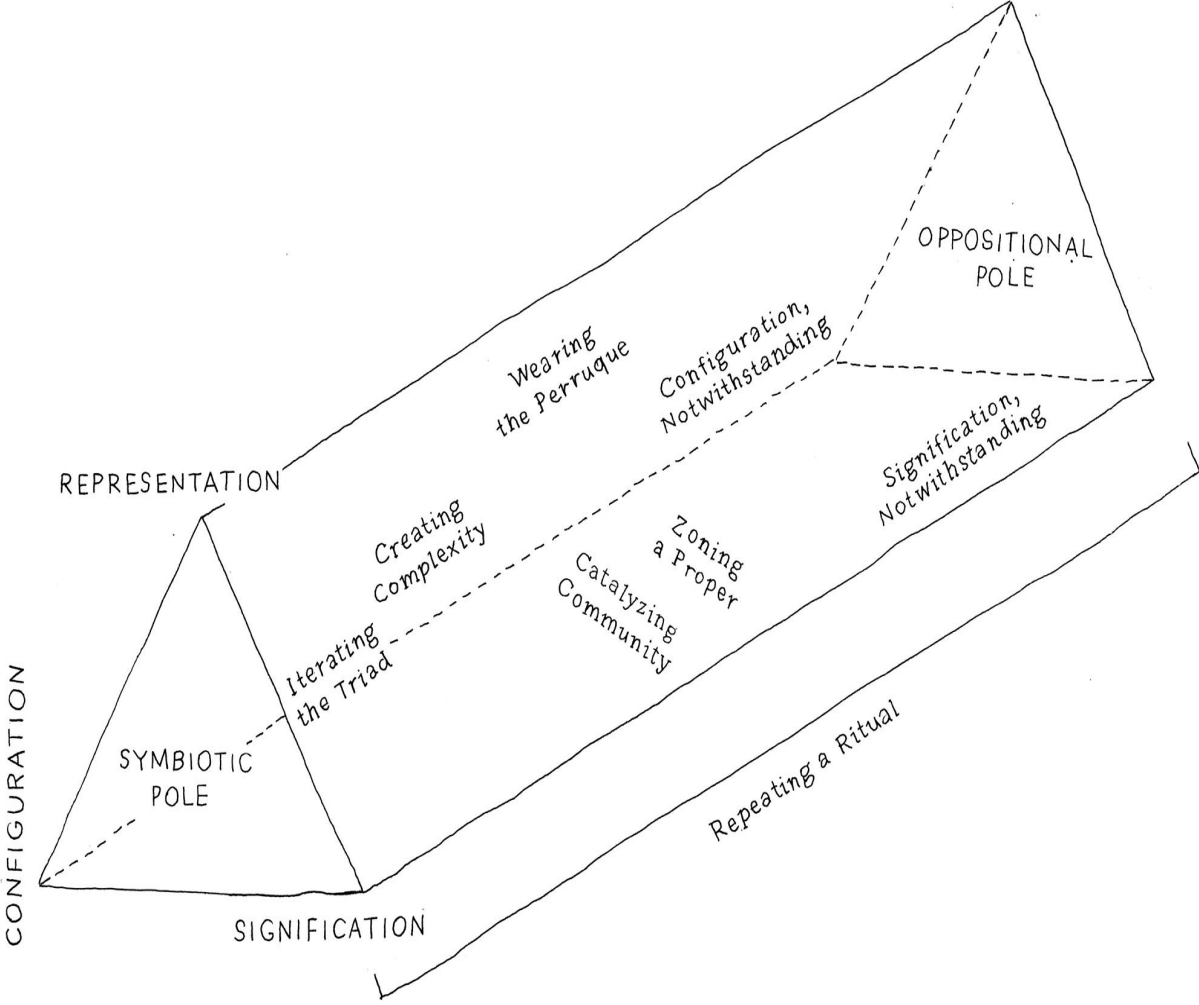 OPPOSITIONAL
POLE
Wearing
the Perruque
Configuration,
Notwithstanding
Signification,
Notwithstanding
REPRESENTATION
Creating
Complexity
Zoning
a Proper
Catalyzing
Community
Iterating
the Triad
CONFIGURATION
SYMBIOTIC
POLE
Repeating a Ritual
SIGNIFICATION